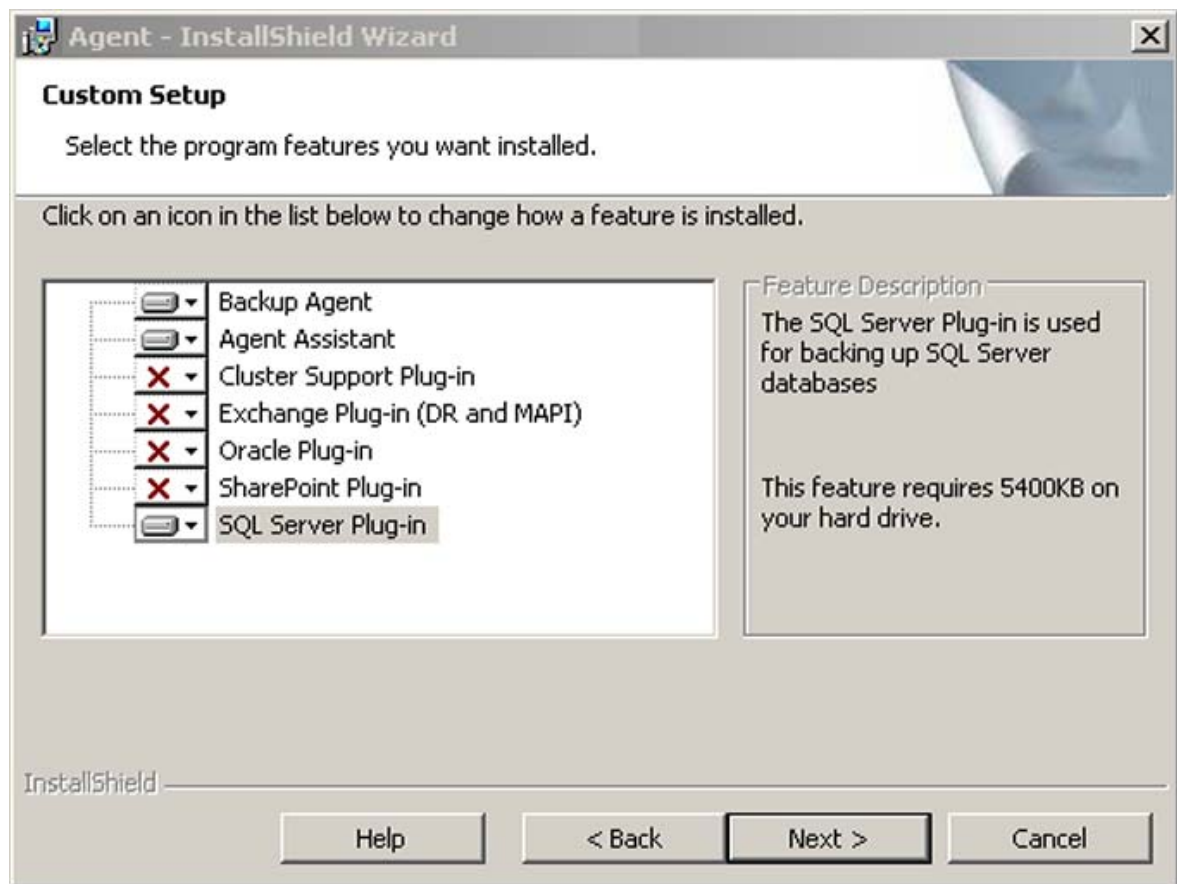 Agent - InstallShield Wizard
Custom Setup
Select the program features you want installed.
Click on an icon in the list below to change how a feature is installed.
Backup Agent
Agent Assistant
Cluster Support Plug-in
Exchange Plug-in (DR and MAPI)
Oracle Plug-in
SharePoint Plug-in
SQL Server Plug-in
Feature Description
The SQL Server Plug-in is used
for backing up SQL Server
databases
This feature requires 5400KB on
your hard drive.
InstallShield
Help
< Back
Next >
Cancel